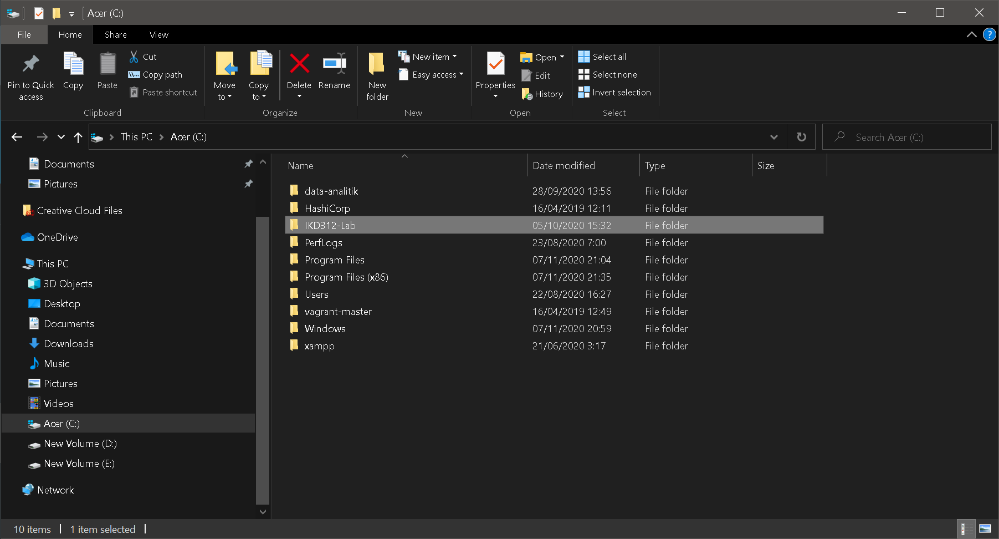 Acer (C:)
File Home Share View
Pin to Quick access
Copy
Paste
Cut
Copy path
Paste shortcut
Clipboard
Move to
Copy to
Delete
Rename
Organize
New folder
New item
Easy access
New
Properties
Open
Edit
History
Open
Select all
Select none
Invert selection
Select
This PC > Acer (C:)
Search Acer (C:)
Documents
Pictures
Creative Cloud Files
OneDrive
This PC
3D Objects
Desktop
Documents
Downloads
Music
Pictures
Videos
Acer (C:)
New Volume (D:)
New Volume (E:)
Network
Name Date modified Type Size
data-analitik 28/09/2020 13:56 File folder
HashiCorp 16/04/2019 12:11 File folder
IKD312-Lab 05/10/2020 15:32 File folder
PerfLogs 23/08/2020 7:00 File folder
Program Files 07/11/2020 21:04 File folder
Program Files (x86) 07/11/2020 21:35 File folder
Users 22/08/2020 16:27 File folder
vagrant-master 16/04/2019 12:49 File folder
Windows 07/11/2020 20:59 File folder
xampp 21/06/2020 3:17 File folder
10 items 1 item selected